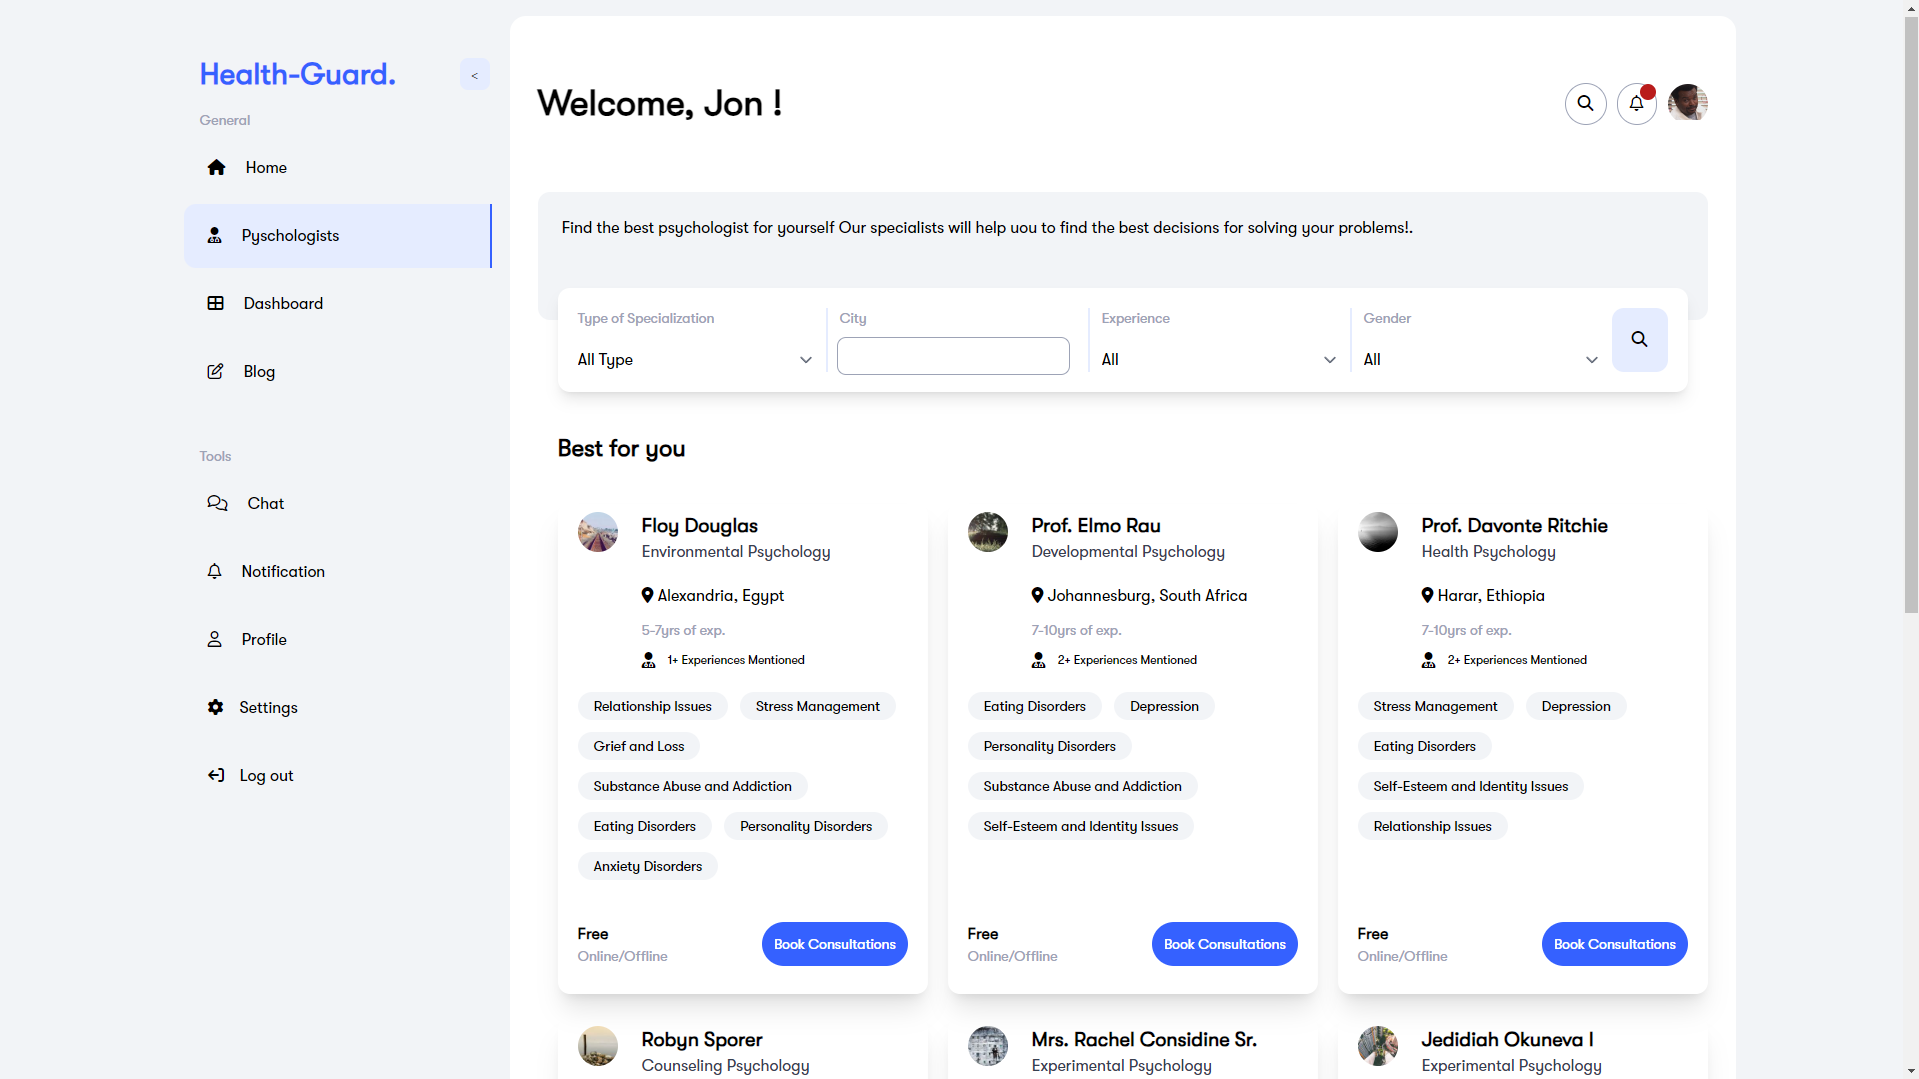 Health-Guard.
<
General
Home
Pyschologists
Dashboard
Blog
Tools
Chat
Notification
Profile
Settings
Log out
Welcome, Jon !
Find the best psychologist for yourself Our specialists will help uou to find the best decisions for solving your problems!.
Type of Specialization
All Type
City
Experience
All
Gender
All
Best for you
Floy Douglas
Environmental Psychology
Alexandria, Egypt
5-7yrs of exp.
1+ Experiences Mentioned
Relationship Issues
Stress Management
Grief and Loss
Substance Abuse and Addiction
Eating Disorders
Personality Disorders
Anxiety Disorders
Free
Online/Offline
Book Consultations
Prof. Elmo Rau
Developmental Psychology
Johannesburg, South Africa
7-10yrs of exp.
2+ Experiences Mentioned
Eating Disorders
Depression
Personality Disorders
Substance Abuse and Addiction
Self-Esteem and Identity Issues
Free
Online/Offline
Book Consultations
Prof. Davonte Ritchie
Health Psychology
Harar, Ethiopia
7-10yrs of exp.
2+ Experiences Mentioned
Stress Management
Depression
Eating Disorders
Self-Esteem and Identity Issues
Relationship Issues
Free
Online/Offline
Book Consultations
Robyn Sporer
Counseling Psychology
Mrs. Rachel Considine Sr.
Experimental Psychology
Jedidiah Okuneva I
Experimental Psychology